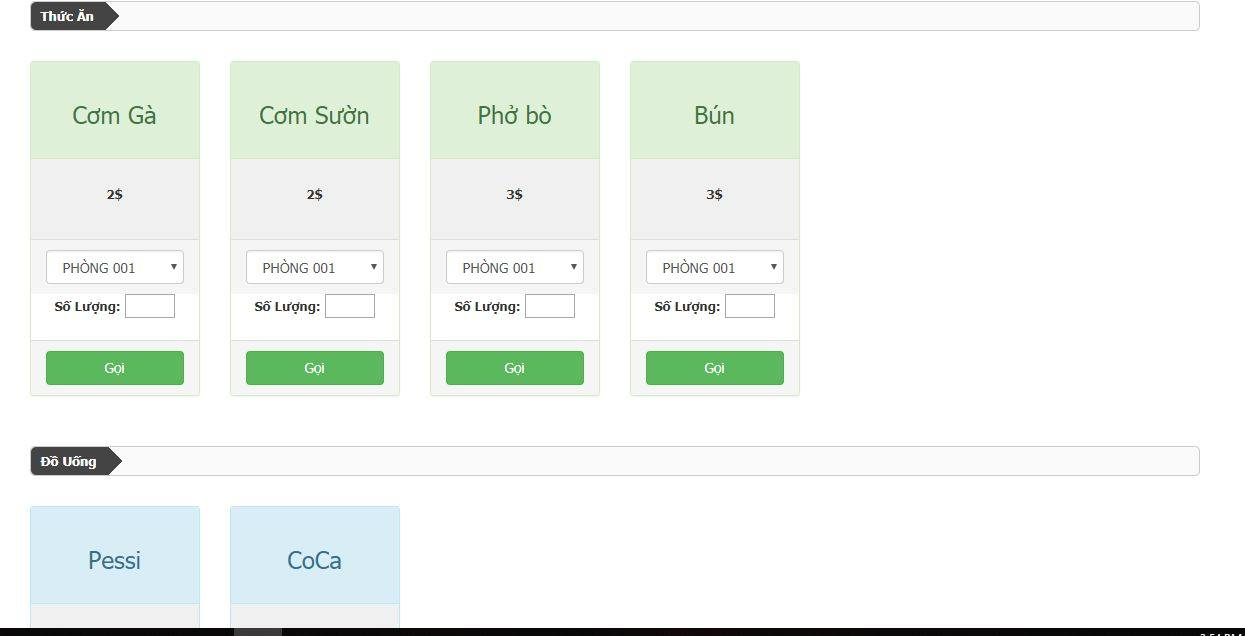 Thức Ăn
Cơm Gà Cơm Sườn Phở bò Bún
2$ 2$ 3$ 3$
PHÒNG 001 PHÒNG 001 PHÒNG 001 PHÒNG 001
Số Lượng: Số Lượng: Số Lượng: Số Lượng:
Gọi Gọi Gọi Gọi
Đồ Uống
Pessi CoCa